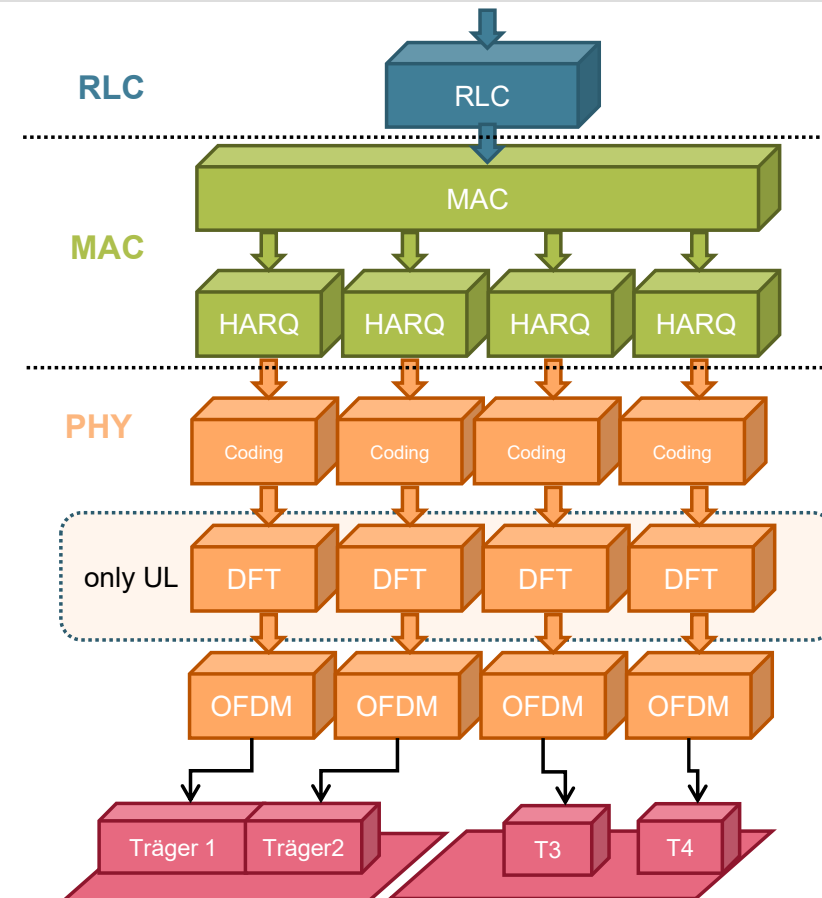 RLC
RLC
MAC
MAC
HARQ HARQ HARQ HARQ
PHY
Coding Coding Coding Coding
only UL DFT DFT DFT DFT
OFDM OFDM OFDM OFDM
Träger 1 Träger2 T3 T4